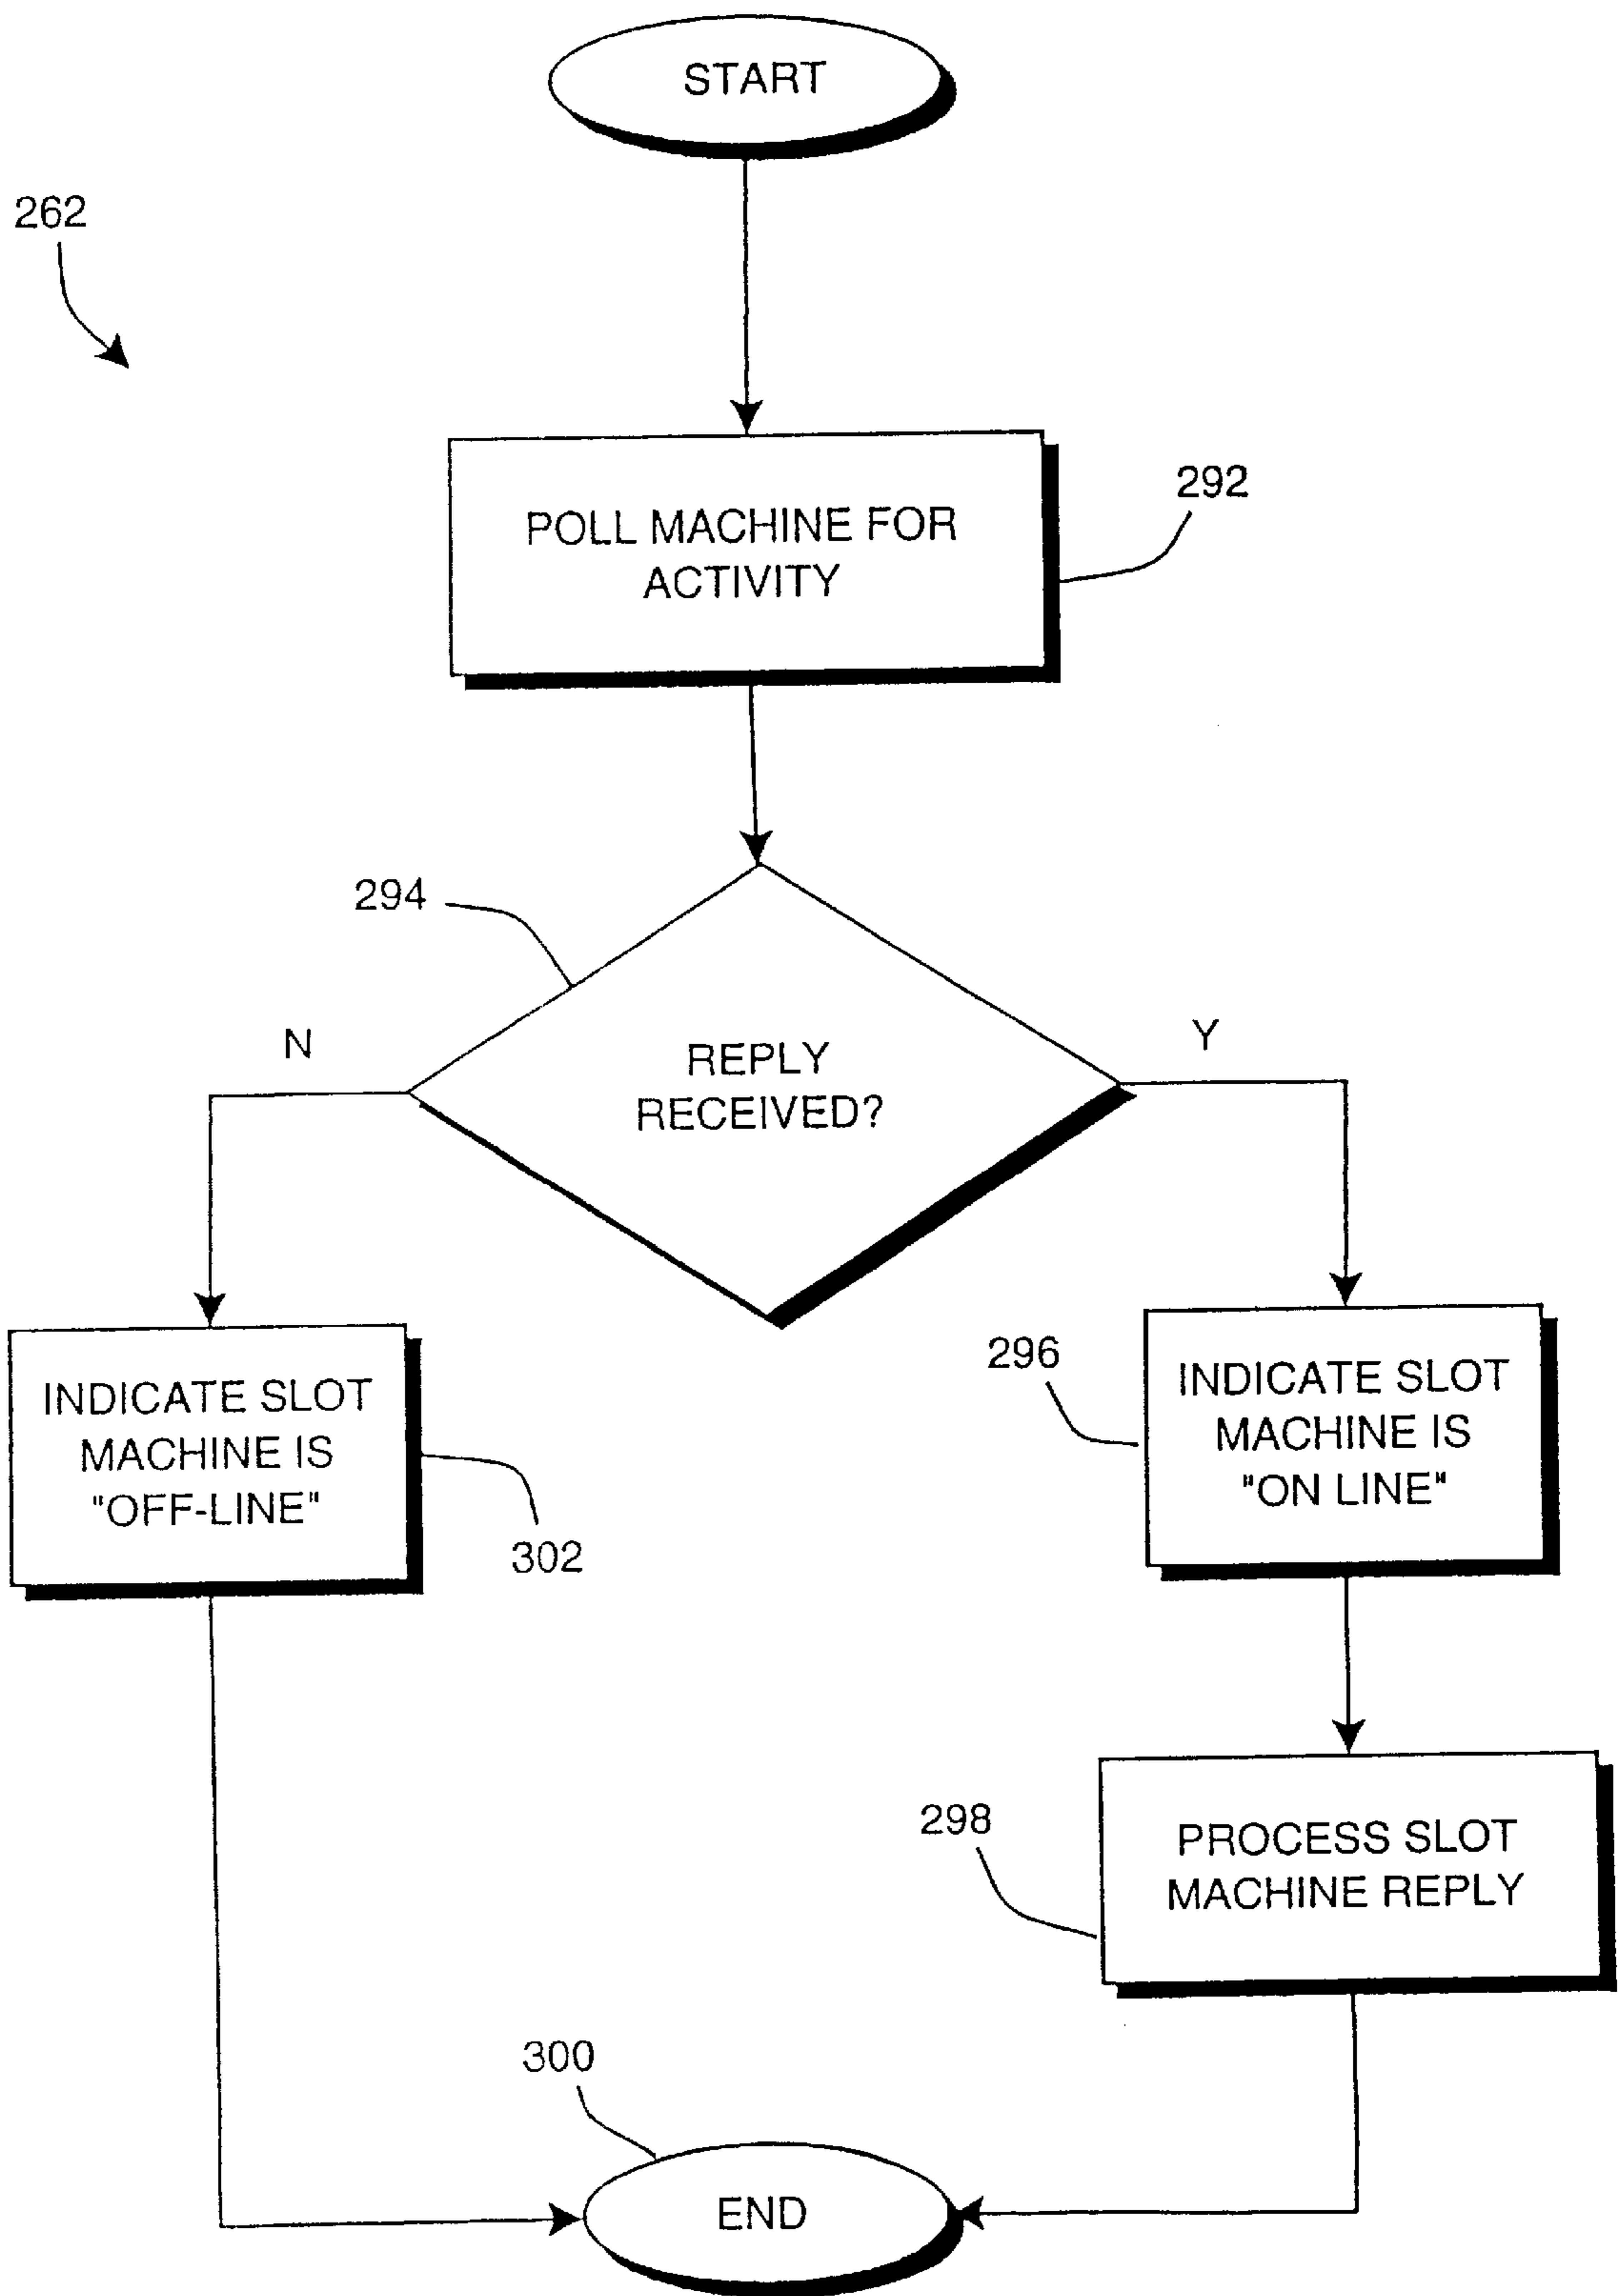 START
262
POLL MACHINE FOR
ACTIVITY
292
294
N
REPLY
RECEIVED?
Y
INDICATE SLOT
MACHINE IS
"OFF-LINE"
302
296
INDICATE SLOT
MACHINE IS
"ON LINE"
298
PROCESS SLOT
MACHINE REPLY
300
END